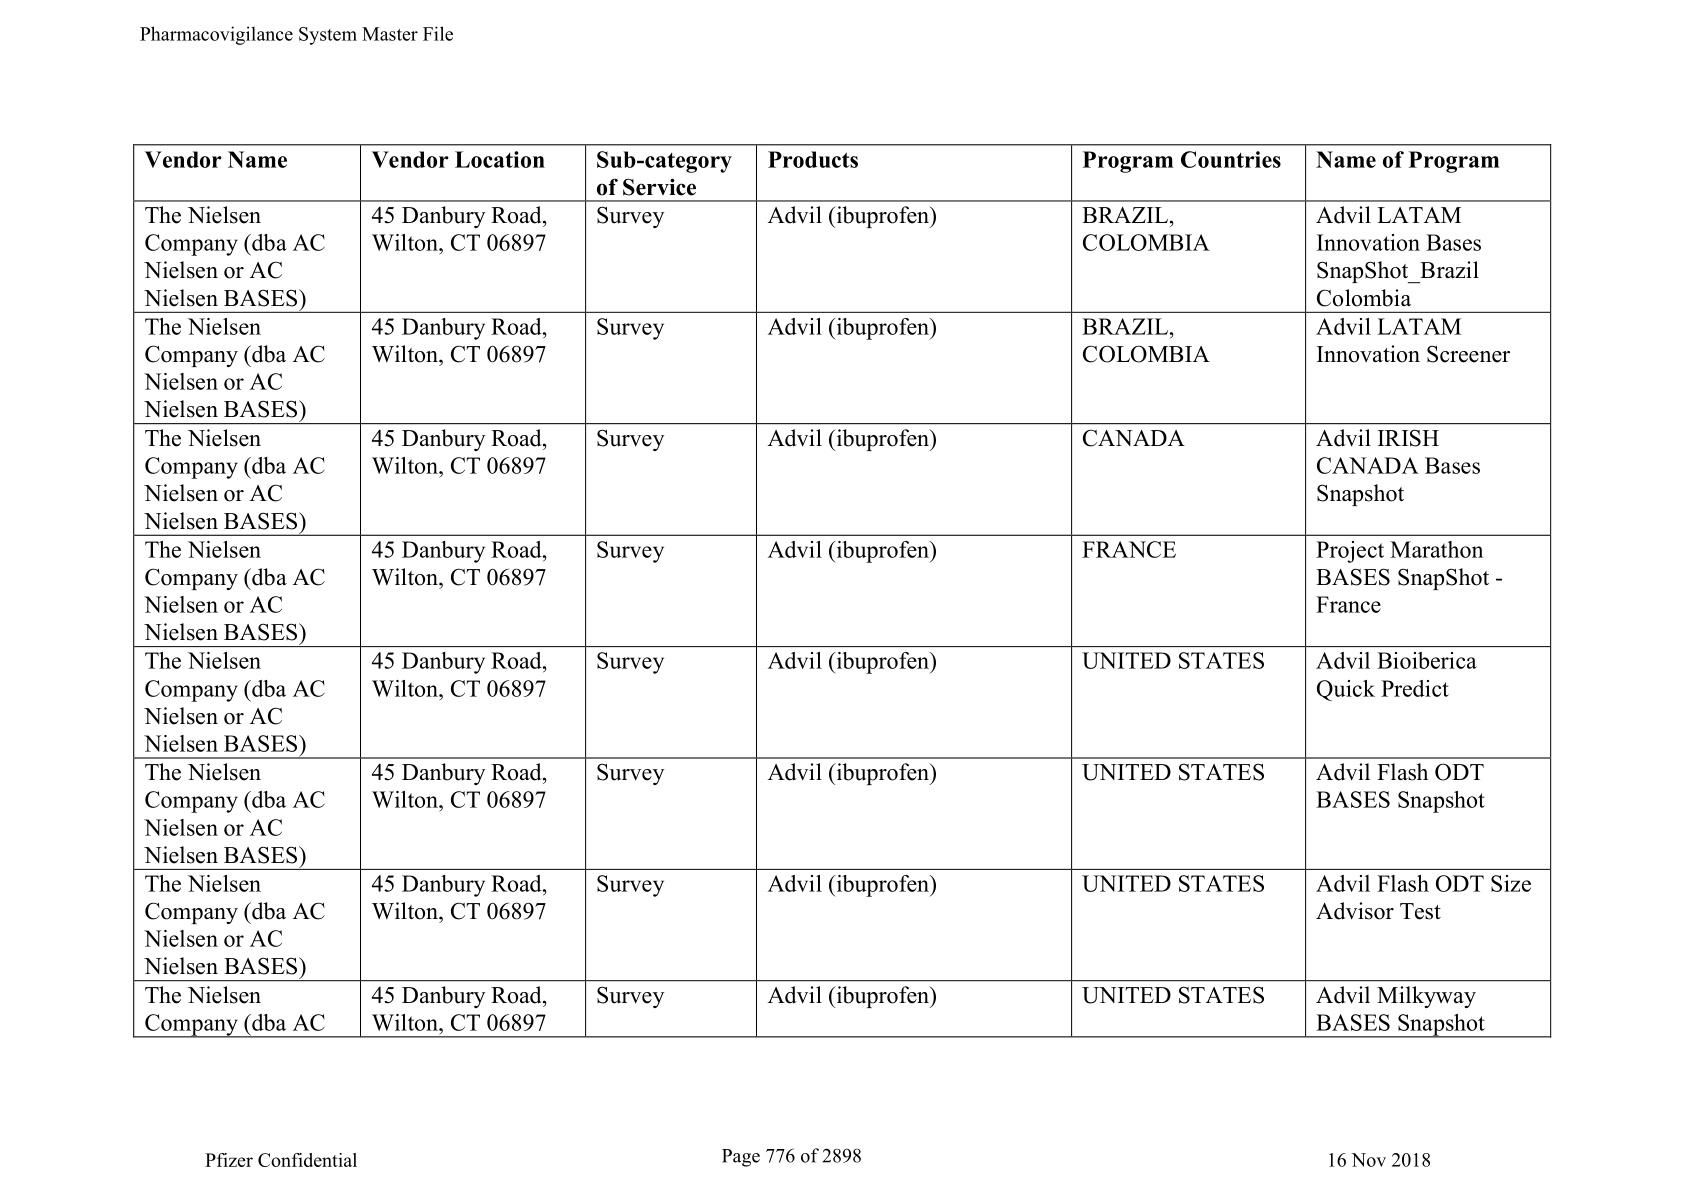 Pharmacovigilance System Master File
Vendor Name
Vendor Location
Sub-category
of Service
Products
Program Countries
Name of Program
The Nielsen
Company (dba AC
Nielsen or AC
Nielsen BASES)
45 Danbury Road,
Wilton, CT 06897
Survey
Advil (ibuprofen)
BRAZIL,
COLOMBIA
Advil LATAM
Innovation Bases
SnapShot_Brazil
Colombia
The Nielsen
Company (dba AC
Nielsen or AC
Nielsen BASES)
45 Danbury Road,
Wilton, CT 06897
Survey
Advil (ibuprofen)
BRAZIL,
COLOMBIA
Advil LATAM
Innovation Screener
The Nielsen
Company (dba AC
Nielsen or AC
Nielsen BASES)
45 Danbury Road,
Wilton, CT 06897
Survey
Advil (ibuprofen)
CANADA
Advil IRISH
CANADA Bases
Snapshot
The Nielsen
Company (dba AC
Nielsen or AC
Nielsen BASES)
45 Danbury Road,
Wilton, CT 06897
Survey
Advil (ibuprofen)
FRANCE
Project Marathon
BASES SnapShot -
France
The Nielsen
Company (dba AC
Nielsen or AC
Nielsen BASES)
45 Danbury Road,
Wilton, CT 06897
Survey
Advil (ibuprofen)
UNITED STATES
Advil Bioiberica
Quick Predict
The Nielsen
Company (dba AC
Nielsen or AC
Nielsen BASES)
45 Danbury Road,
Wilton, CT 06897
Survey
Advil (ibuprofen)
UNITED STATES
Advil Flash ODT
BASES Snapshot
The Nielsen
Company (dba AC
Nielsen or AC
Nielsen BASES)
45 Danbury Road,
Wilton, CT 06897
Survey
Advil (ibuprofen)
UNITED STATES
Advil Flash ODT Size
Advisor Test
The Nielsen
Company (dba AC
45 Danbury Road,
Wilton, CT 06897
Survey
Advil (ibuprofen)
UNITED STATES
Advil Milkyway
BASES Snapshot
Pfizer Confidential
Page 776 of 2898
16 Nov 2018